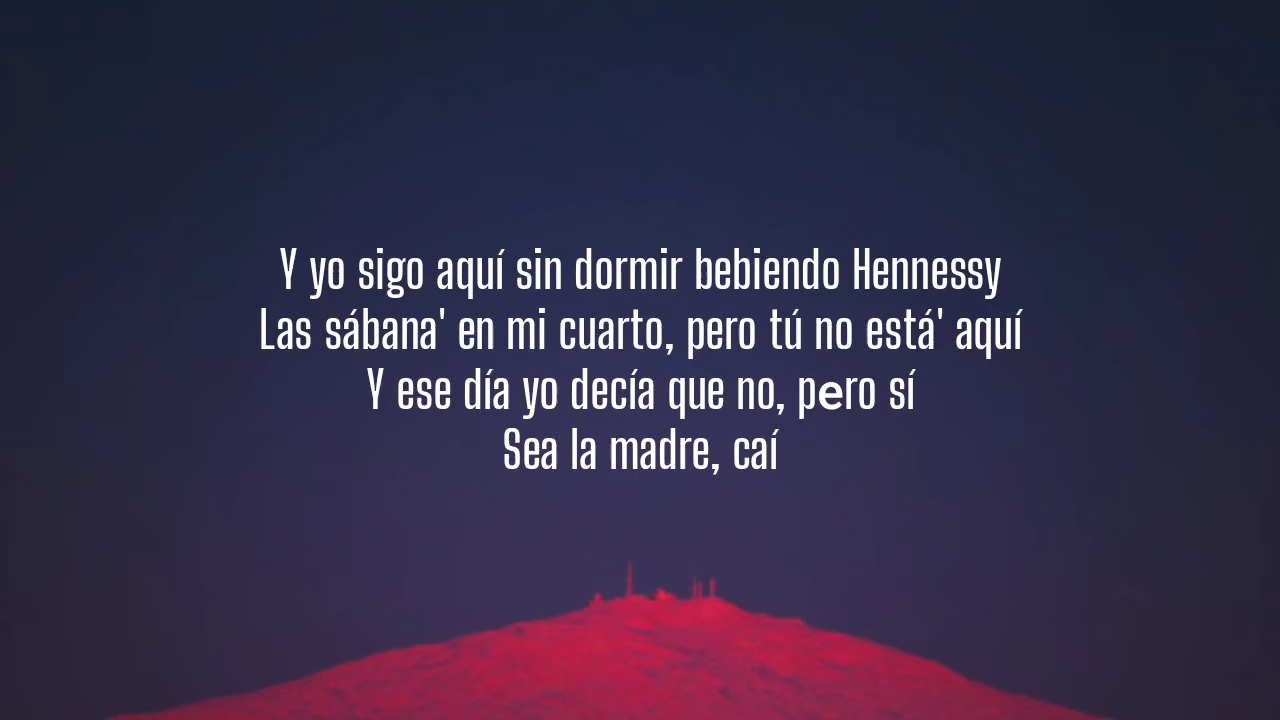 Y yo sigo aquí sin dormir bebiendo Hennessy
Las sábana' en mi cuarto, pero tú no está' aquí
Y ese día yo decía que no, pero sí
Sea la madre, caí